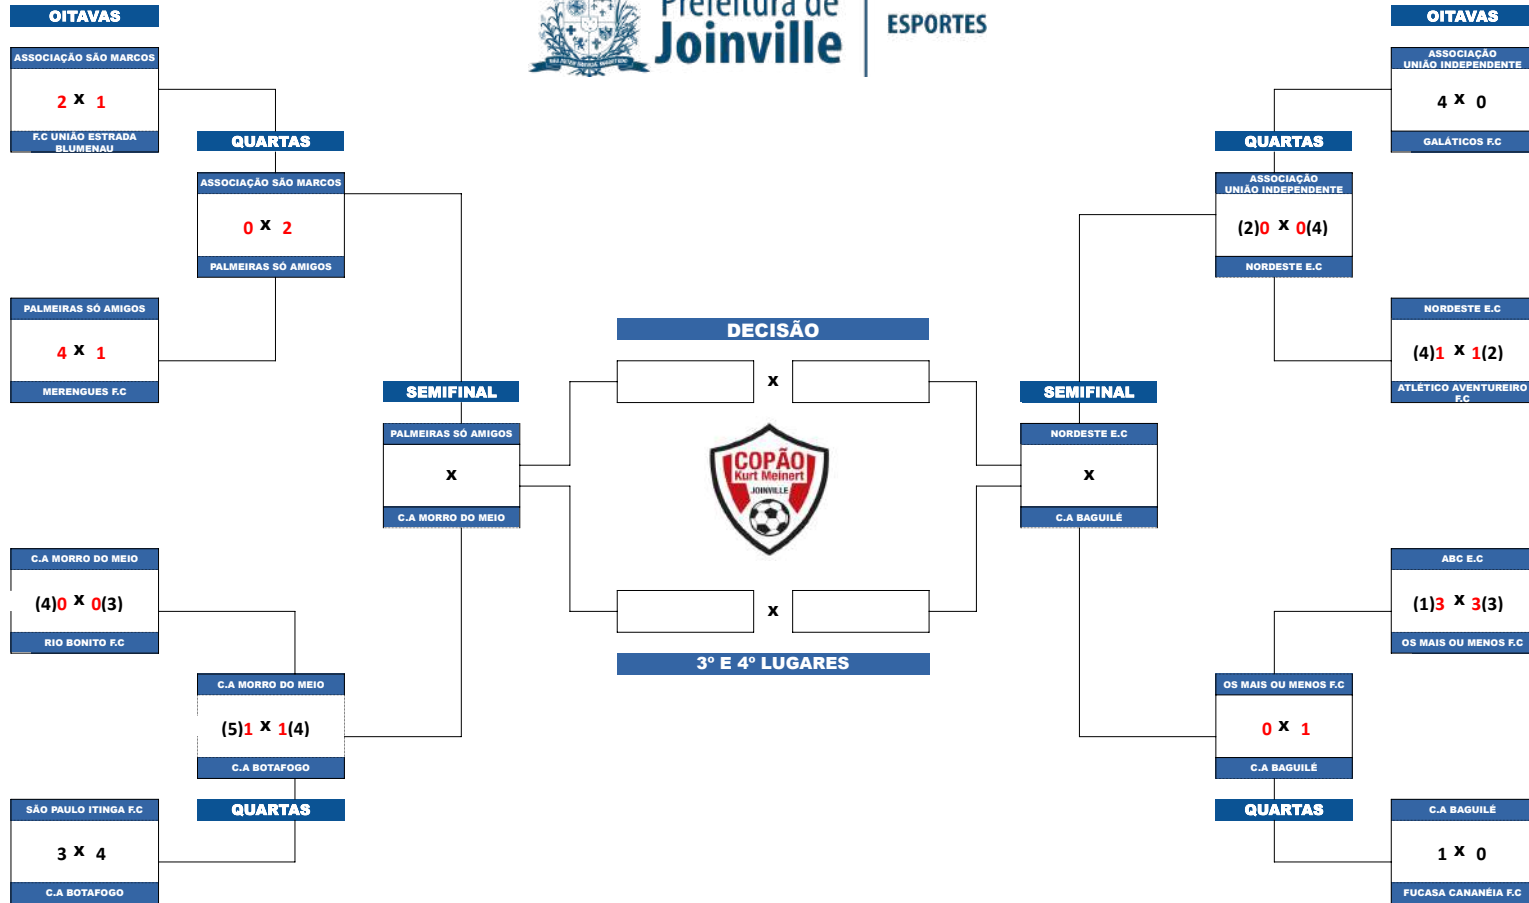 Prefeitura de
Joinville
ESPORTES
OITAVAS
ASSOCIAÇÃO SÃO MARCOS
2 x 1
F.C UNIÃO ESTRADA
BLUMENAU
QUARTAS
ASSOCIAÇÃO SÃO MARCOS
0 x 2
PALMEIRAS SÓ AMIGOS
PALMEIRAS SÓ AMIGOS
4 x 1
MERENGUES F.C
SEMIFINAL
PALMEIRAS SÓ AMIGOS
x
C.A MORRO DO MEIO
C.A MORRO DO MEIO
(4)0 x 0(3)
RIO BONITO F.C
C.A MORRO DO MEIO
(5)1 x 1(4)
C.A BOTAFOGO
QUARTAS
SÃO PAULO ITINGA F.C
3 x 4
C.A BOTAFOGO
DECISÃO
x
COPÃO
Kurt Meinert
JOINVILLE
x
3º E 4º LUGARES
OITAVAS
ASSOCIAÇÃO
UNIÃO INDEPENDENTE
4 x 0
GALÁTICOS F.C
QUARTAS
ASSOCIAÇÃO
UNIÃO INDEPENDENTE
(2)0 x 0(4)
NORDESTE E.C
NORDESTE E.C
(4)1 x 1(2)
ATLÉTICO AVENTUREIRO
F.C
SEMIFINAL
NORDESTE E.C
x
C.A BAGUILÉ
ABC E.C
(1)3 x 3(3)
OS MAIS OU MENOS F.C
OS MAIS OU MENOS F.C
0 x 1
C.A BAGUILÉ
QUARTAS
C.A BAGUILÉ
1 x 0
FUCASA CANANÉIA F.C